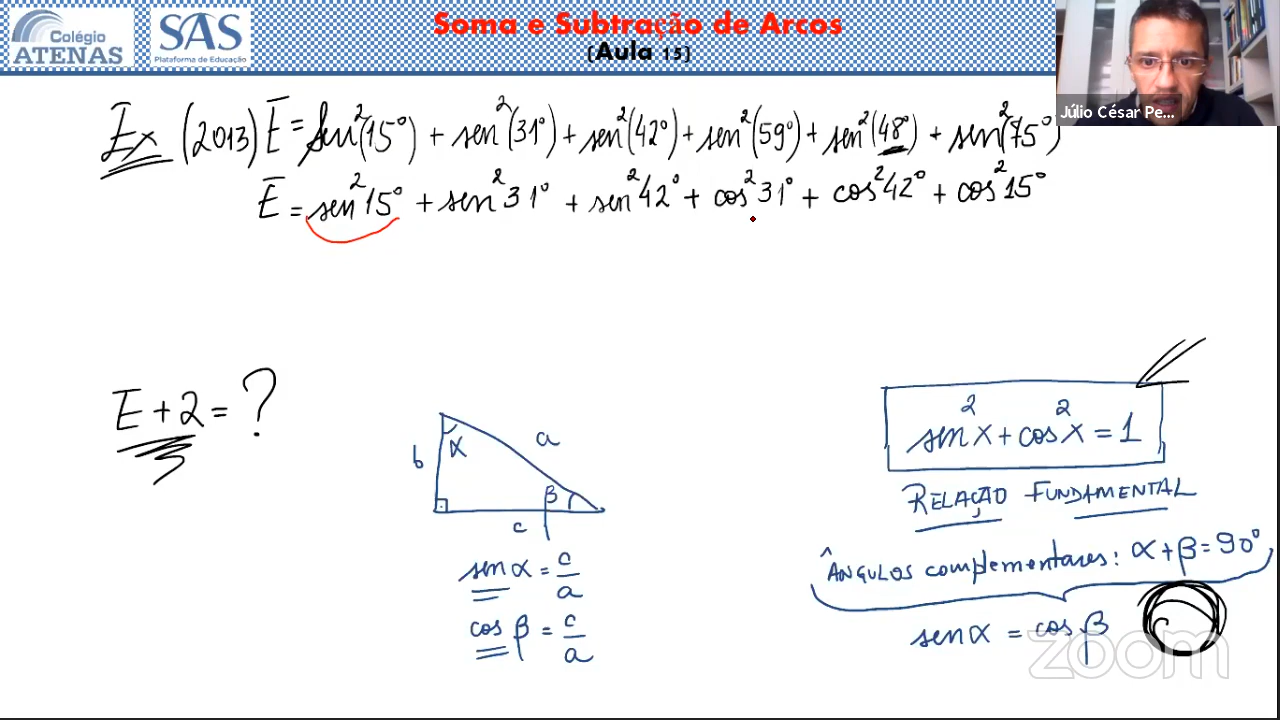 Colégio
ATENAS
SAS
Plataforma de Educação
Soma e Subtração de Arcos
(Aula 15)
Júlio César Pe...
Ex (2013) E = sen²(15°) + sen²(31°) + sen²(42°) + sen²(59°) + sen²(48°) + sen²(75°)
E = sen²15° + sen²31° + sen²42° + cos²31° + cos²42° + cos²15°
E + 2 = ?
α
a
b
β
c
sen α = c/a
cos β = c/a
sen²x + cos²x = 1
RELAÇÃO FUNDAMENTAL
ÂNGULOS complementares: α + β = 90°
sen α = cos β
zoom